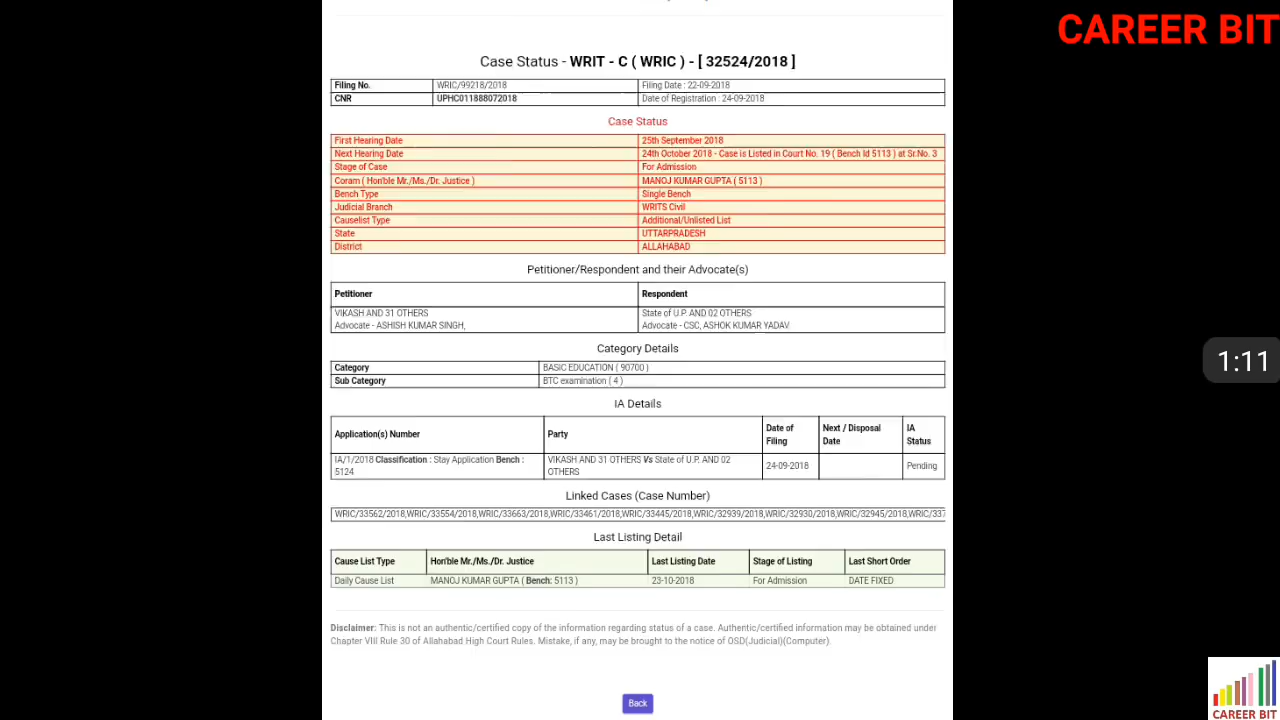 CAREER BIT
Case Status - WRIT - C ( WRIC ) - [ 32524/2018 ]
Filing No. WRIC/99218/2018 Filing Date : 22-09-2018
CNR UPHC011888072018 Date of Registration : 24-09-2018
Case Status
First Hearing Date 25th September 2018
Next Hearing Date 24th October 2018 - Case is Listed in Court No. 19 ( Bench Id 5113 ) at Sr.No. 3
Stage of Case For Admission
Coram ( Hon'ble Mr./Ms./Dr. Justice ) MANOJ KUMAR GUPTA ( 5113 )
Bench Type Single Bench
Judicial Branch WRITS Civil
Causelist Type Additional/Unlisted List
State UTTARPRADESH
District ALLAHABAD
Petitioner/Respondent and their Advocate(s)
Petitioner Respondent
VIKASH AND 31 OTHERS State of U.P. AND 02 OTHERS
Advocate - ASHISH KUMAR SINGH, Advocate - CSC, ASHOK KUMAR YADAV
1:11
Category Details
Category BASIC EDUCATION ( 90700 )
Sub Category BTC examination ( 4 )
IA Details
Application(s) Number Party Date of Filing Next / Disposal Date IA Status
IA/1/2018 Classification : Stay Application Bench : VIKASH AND 31 OTHERS Vs State of U.P. AND 02 24-09-2018 Pending
5124 OTHERS
Linked Cases (Case Number)
WRIC/33562/2018,WRIC/33554/2018,WRIC/33663/2018,WRIC/33461/2018,WRIC/33445/2018,WRIC/32939/2018,WRIC/32930/2018,WRIC/32945/2018,WRIC/337
Last Listing Detail
Cause List Type Hon'ble Mr./Ms./Dr. Justice Last Listing Date Stage of Listing Last Short Order
Daily Cause List MANOJ KUMAR GUPTA ( Bench: 5113 ) 23-10-2018 For Admission DATE FIXED
Disclaimer: This is not an authentic/certified copy of the information regarding status of a case. Authentic/certified information may be obtained under
Chapter VIII Rule 30 of Allahabad High Court Rules. Mistake, if any, may be brought to the notice of OSD(Judicial)(Computer).
Back
CAREER BIT